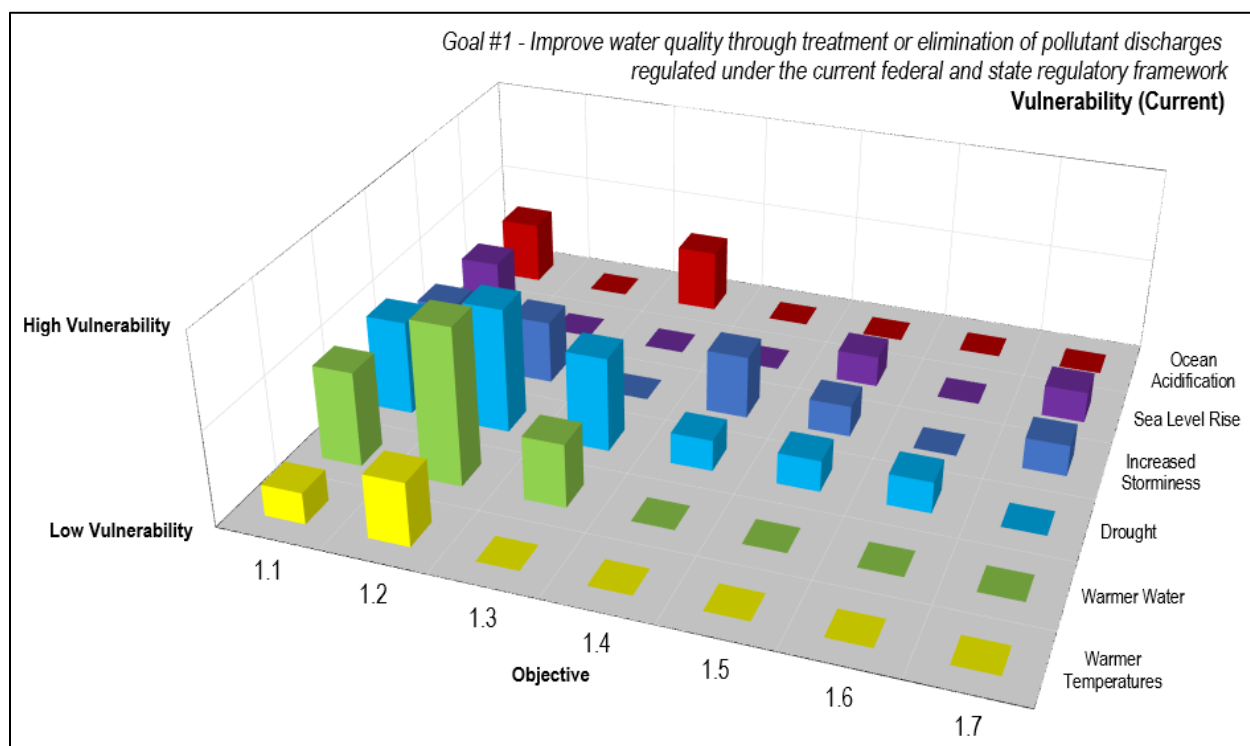 Goal #1 - Improve water quality through treatment or elimination of pollutant discharges
regulated under the current federal and state regulatory framework
Vulnerability (Current)
High Vulnerability
Low Vulnerability
Ocean
Acidification
Sea Level Rise
Increased
Storminess
Drought
Warmer Water
Warmer
Temperatures
1.1
1.2
1.3
1.4
1.5
1.6
1.7
Objective